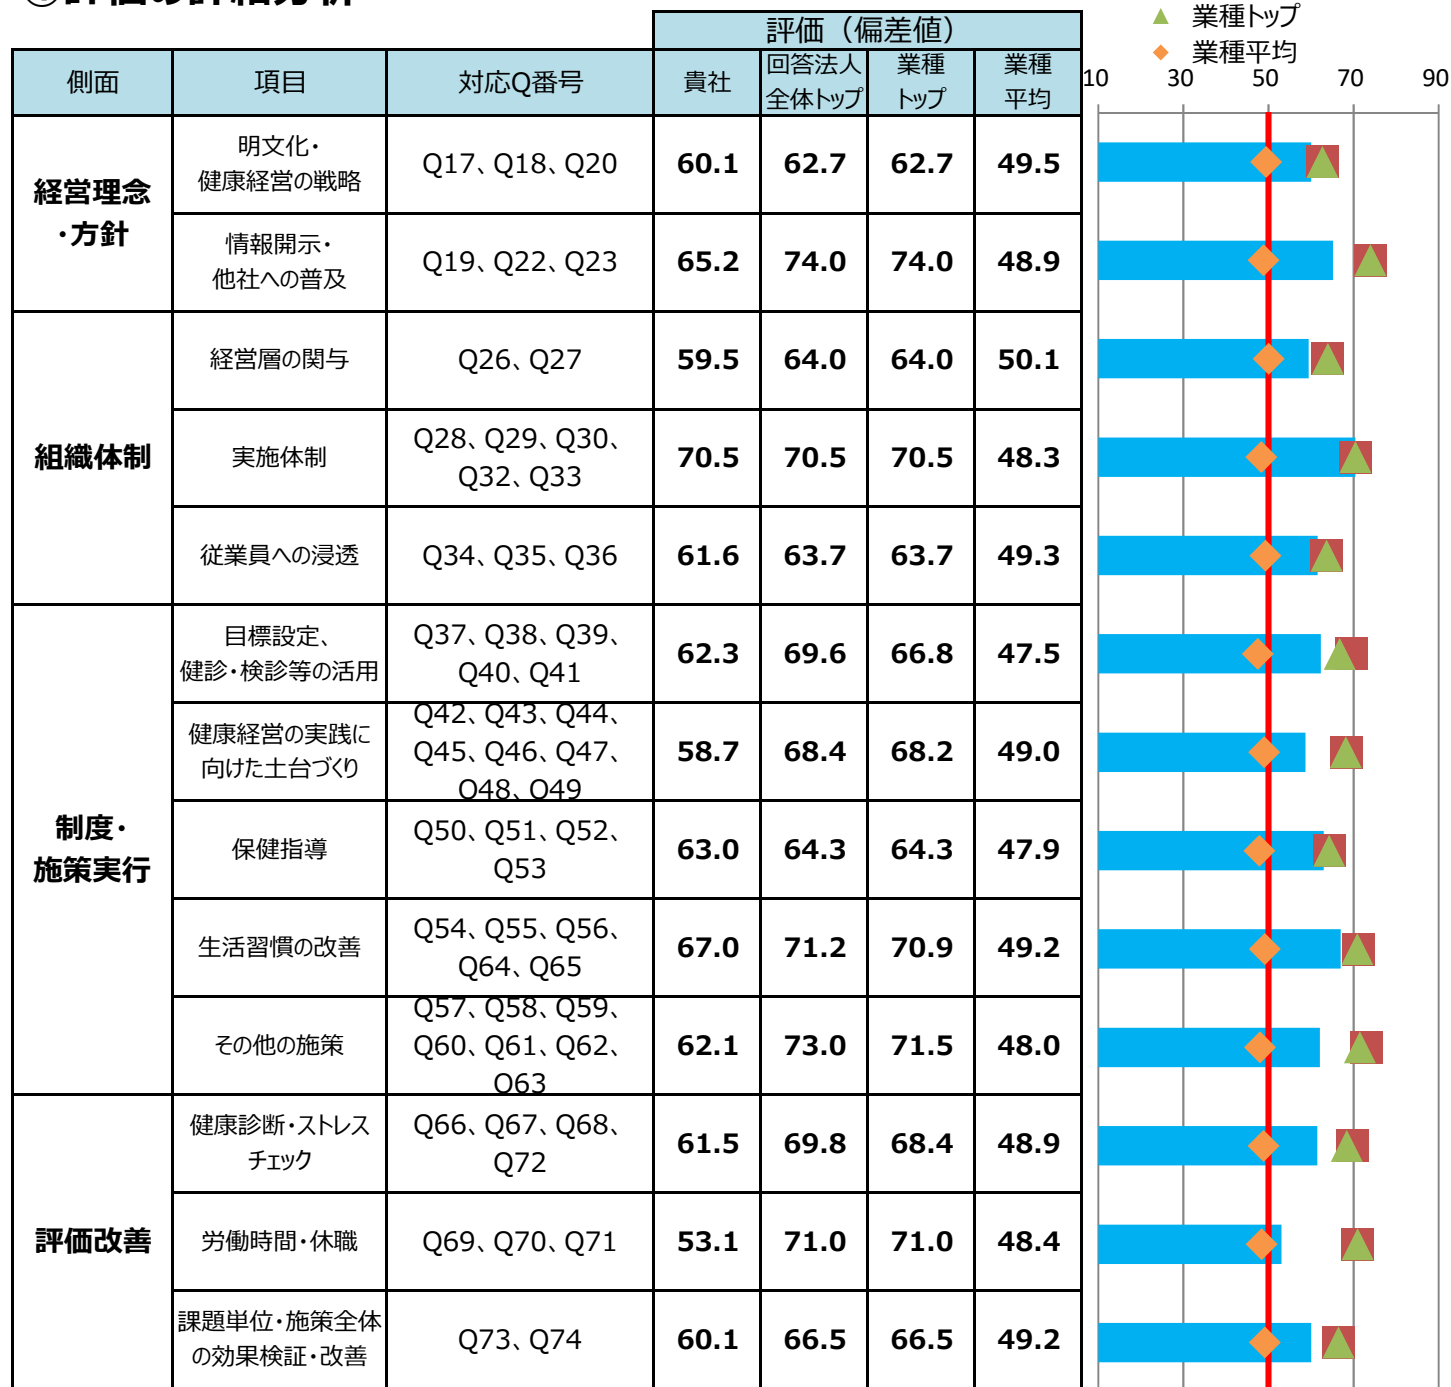 評価の詳細分析
▲ 業種トップ
◆ 業種平均
評価（偏差値）
側面 項目 対応Q番号 貴社 回答法人 業種 業種
全体トップ トップ 平均
10 30 50 70 90
経営理念
・方針
明文化・
健康経営の戦略
Q17、Q18、Q20 60.1 62.7 62.7 49.5
情報開示・
他社への普及
Q19、Q22、Q23 65.2 74.0 74.0 48.9
組織体制
経営層の関与 Q26、Q27 59.5 64.0 64.0 50.1
実施体制
Q28、Q29、Q30、
Q32、Q33
70.5 70.5 70.5 48.3
従業員への浸透 Q34、Q35、Q36 61.6 63.7 63.7 49.3
制度・
施策実行
目標設定、
健診・検診等の活用
Q37、Q38、Q39、
Q40、Q41
62.3 69.6 66.8 47.5
健康経営の実践に
向けた土台づくり
Q42、Q43、Q44、
Q45、Q46、Q47、
Q48、Q49
58.7 68.4 68.2 49.0
保健指導
Q50、Q51、Q52、
Q53
63.0 64.3 64.3 47.9
生活習慣の改善
Q54、Q55、Q56、
Q64、Q65
67.0 71.2 70.9 49.2
その他の施策
Q57、Q58、Q59、
Q60、Q61、Q62、
Q63
62.1 73.0 71.5 48.0
評価改善
健康診断・ストレス
チェック
Q66、Q67、Q68、
Q72
61.5 69.8 68.4 48.9
労働時間・休職 Q69、Q70、Q71 53.1 71.0 71.0 48.4
課題単位・施策全体
の効果検証・改善
Q73、Q74 60.1 66.5 66.5 49.2